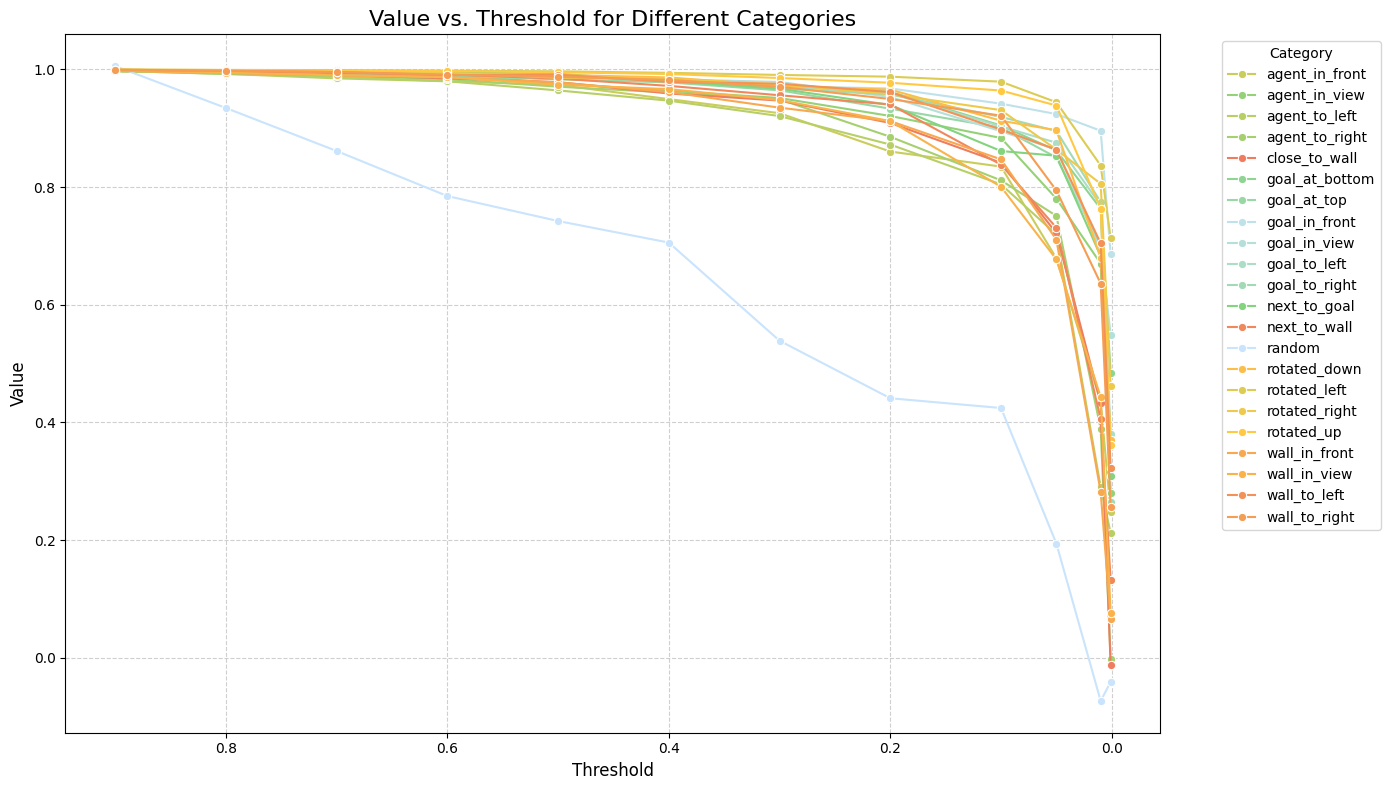 Value vs. Threshold for Different Categories
Value
1.0
0.8
0.6
0.4
0.2
0.0
0.8
0.6
0.4
0.2
0.0
Threshold
Category
agent_in_front
agent_in_view
agent_to_left
agent_to_right
close_to_wall
goal_at_bottom
goal_at_top
goal_in_front
goal_in_view
goal_to_left
goal_to_right
next_to_goal
next_to_wall
random
rotated_down
rotated_left
rotated_right
rotated_up
wall_in_front
wall_in_view
wall_to_left
wall_to_right